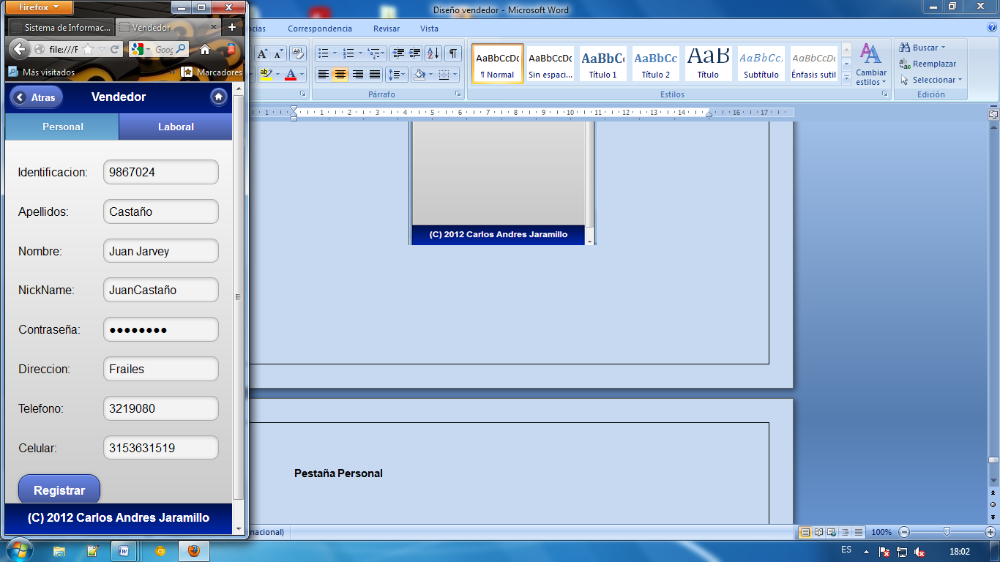 Firefox
Diseño vendedor - Microsoft Word
Sistema de Informac...
Vendedor
Correspondencia
Revisar
Vista
file:///F
Goog
Más visitados
Marcadores
AaBbCcDc
AaBbCcDc
AaBbCc
AaBbCc
AaB
AaBbCc.
AaBbCcDc
¶ Normal
Sin espaci...
Título 1
Título 2
Título
Subtítulo
Énfasis sutil
Cambiar
estilos
Buscar
Reemplazar
Seleccionar
Párrafo
Estilos
Edición
Atras
Vendedor
1 1 2 3 4 5 6 7 8 9 10 11 12 13 14 16 17
Personal
Laboral
Identificacion:
9867024
Apellidos:
Castaño
Nombre:
Juan Jarvey
NickName:
JuanCastaño
Contraseña:
●●●●●●●●
Direccion:
Frailes
Telefono:
3219080
Celular:
3153631519
Registrar
(C) 2012 Carlos Andres Jaramillo
(C) 2012 Carlos Andres Jaramillo
Pestaña Personal
nacional)
100%
ES
18:02